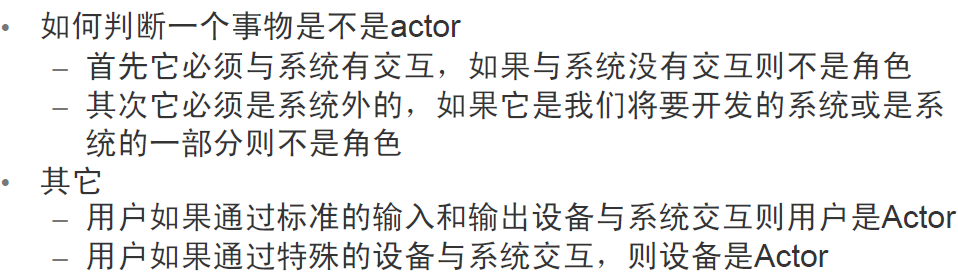 • 如何判断一个事物是不是actor
– 首先它必须与系统有交互，如果与系统没有交互则不是角色
– 其次它必须是系统外的，如果它是我们将要开发的系统或是系
统的一部分则不是角色
• 其它
– 用户如果通过标准的输入和输出设备与系统交互则用户是Actor
– 用户如果通过特殊的设备与系统交互，则设备是Actor